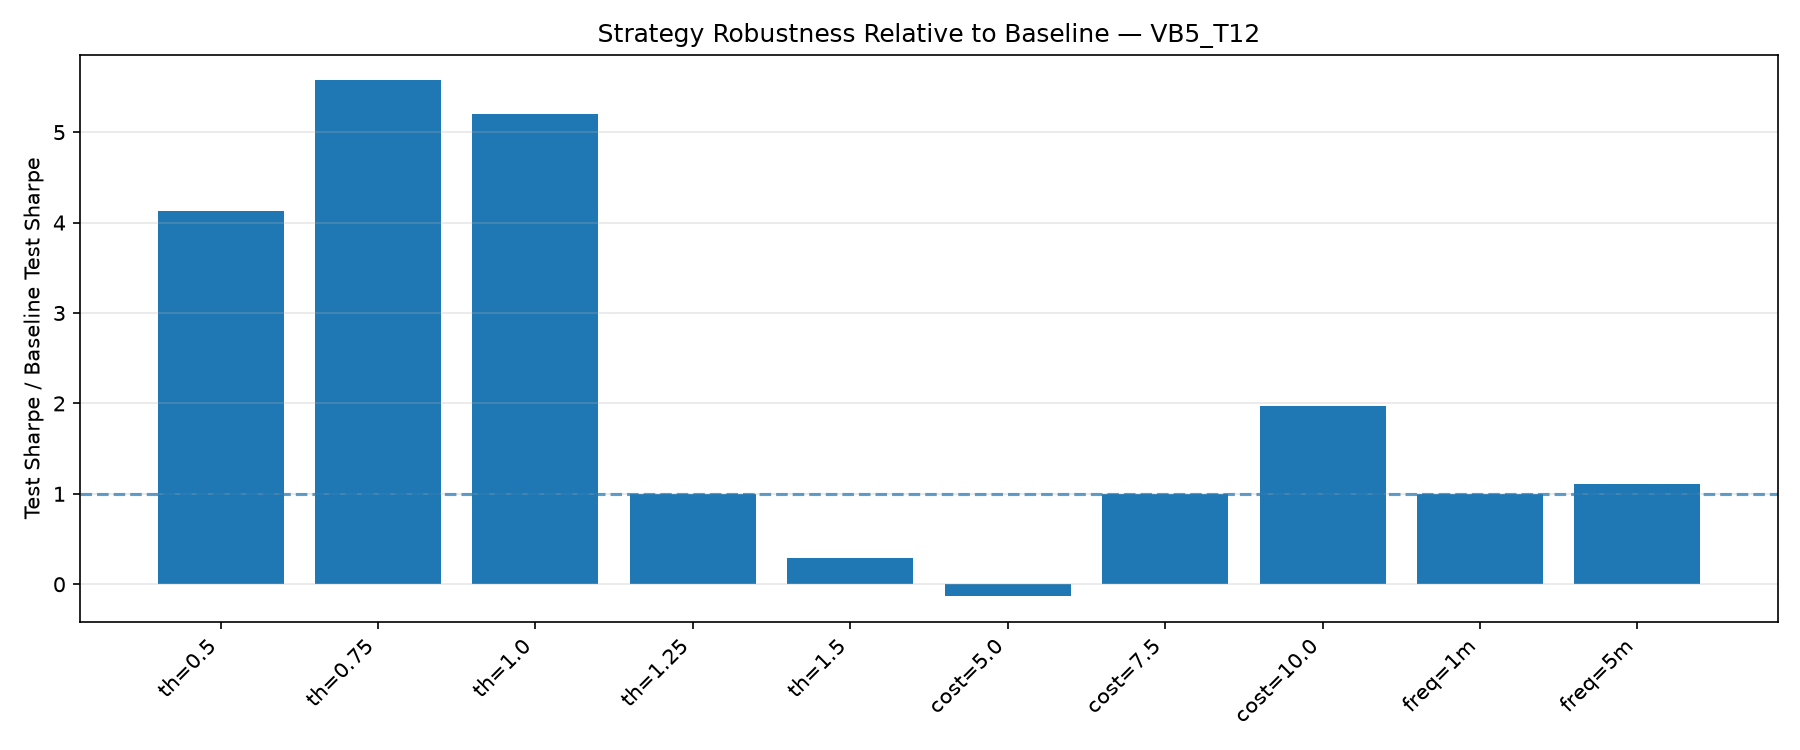 Strategy Robustness Relative to Baseline — VB5_T12
Test Sharpe / Baseline Test Sharpe
5
4
3
2
1
0
th=0.5
th=0.75
th=1.0
th=1.25
th=1.5
cost=5.0
cost=7.5
cost=10.0
freq=1m
freq=5m